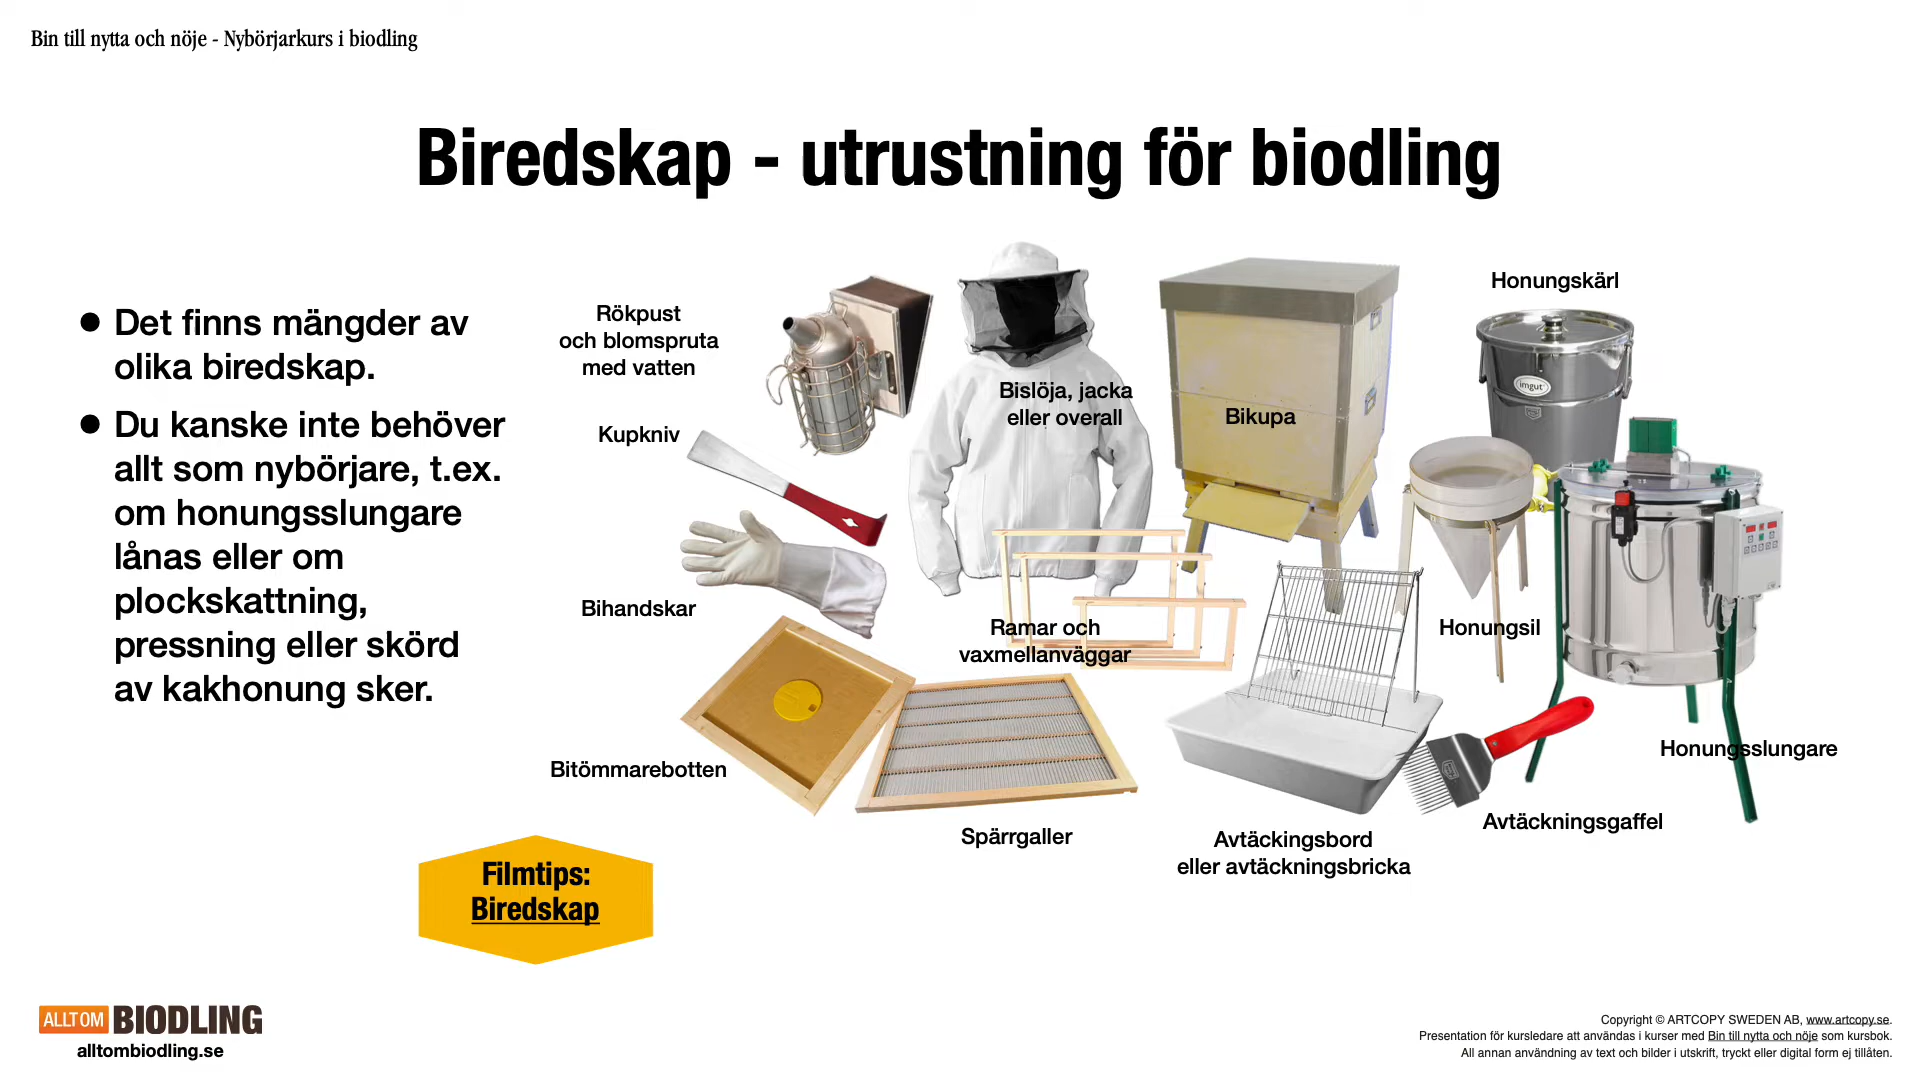 Bin till nytta och nöje - Nybörjarkurs i biodling
Biredskap - utrustning för biodling
● Det finns mängder av
olika biredskap.
● Du kanske inte behöver
allt som nybörjare, t.ex.
om honungsslungare
lånas eller om
plockskattning,
pressning eller skörd
av kakhonung sker.
Rökpust
och blomspruta
med vatten
Kupkniv
Bihandskar
Bitömmarebotten
Bislöja, jacka
eller overall
Bikupa
Honungskärl
imgut
Ramar och
vaxmellanväggar
Honungsil
Honungsslungare
Spärrgaller
Avtäckingsbord
eller avtäckningsbricka
Avtäckningsgaffel
Filmtips:
Biredskap
ALLT OM BIODLING
alltombiodling.se
Copyright © ARTCOPY SWEDEN AB, www.artcopy.se.
Presentation för kursledare att användas i kurser med Bin till nytta och nöje som kursbok.
All annan användning av text och bilder i utskrift, tryckt eller digital form ej tillåten.